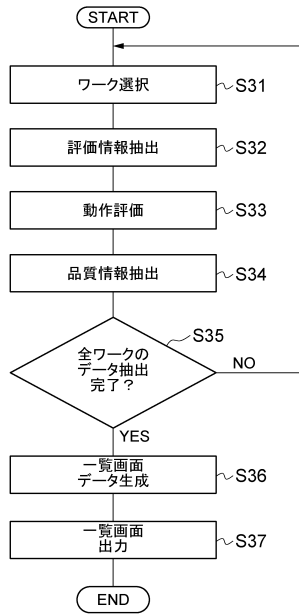 START
ワーク選択
S31
評価情報抽出
S32
動作評価
S33
品質情報抽出
S34
S35
全ワークの
データ抽出
完了？
NO
YES
一覧画面
データ生成
S36
一覧画面
出力
S37
END